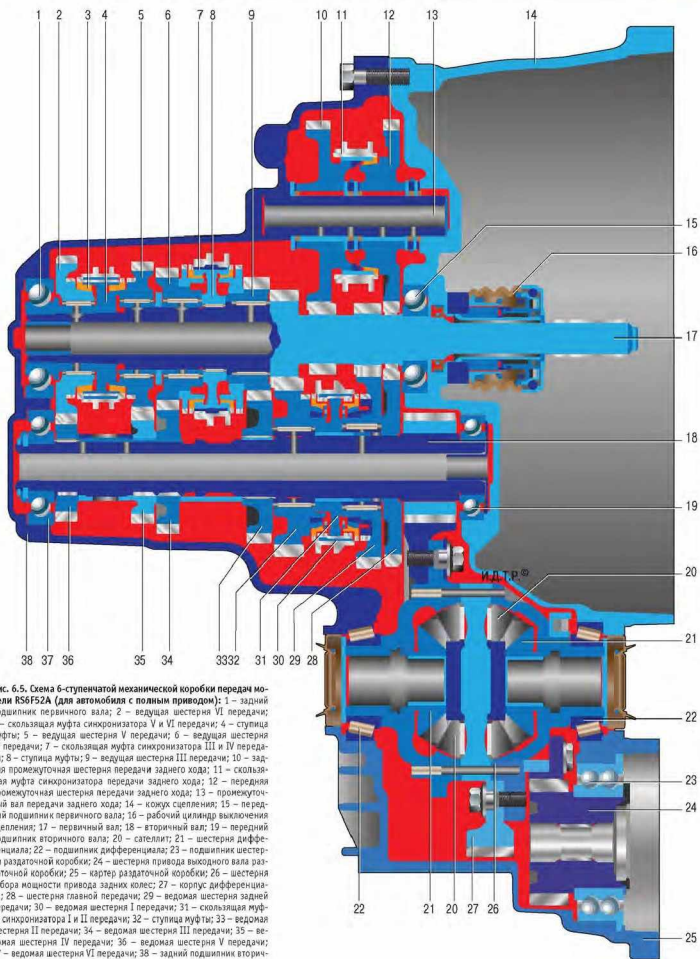 1 2 3 4 5 6 7 8 9 10 11 12 13 14
15
16
17
18
19
И.Д.Т.Р.©
20
21
22
23
24
25
38 37 36 35 34 33 32 31 30 29 28
22 21 20 26 27
ис. 6.5. Схема 6-ступенчатой механической коробки передач мо-
ели RS6F52A (для автомобиля с полным приводом): 1 – задний
одшипник первичного вала; 2 – ведущая шестерня VI передачи;
– скользящая муфта синхронизатора V и VI передачи; 4 – ступица
уфты; 5 – ведущая шестерня V передачи; 6 – ведущая шестерня
передачи; 7 – скользящая муфта синхронизатора III и IV переда-
; 8 – ступица муфты; 9 – ведущая шестерня III передачи; 10 – зад-
я промежуточная шестерня передачи заднего хода; 11 – скользя-
ая муфта синхронизатора передачи заднего хода; 12 – передняя
ромежуточная шестерня передачи заднего хода; 13 – промежуточ-
ый вал передачи заднего хода; 14 – кожух сцепления; 15 – перед-
ий подшипник первичного вала; 16 – рабочий цилиндр выключения
цепления; 17 – первичный вал; 18 – вторичный вал; 19 – передний
одшипник вторичного вала; 20 – сателлит; 21 – шестерня диффе-
енциала; 22 – подшипник дифференциала; 23 – подшипник шестер-
раздаточной коробки; 24 – шестерня привода выходного вала раз-
аточной коробки; 25 – картер раздаточной коробки; 26 – шестерня
бора мощности привода задних колес; 27 – корпус дифференциа-
; 28 – шестерня главной передачи; 29 – ведомая шестерня задней
ередачи; 30 – ведомая шестерня I передачи; 31 – скользящая муф-
синхронизатора I и II передачи; 32 – ступица муфты; 33 – ведомая
естерня II передачи; 34 – ведомая шестерня III передачи; 35 – ве-
омая шестерня IV передачи; 36 – ведомая шестерня V передачи;
– ведомая шестерня VI передачи; 38 – задний подшипник вторич-